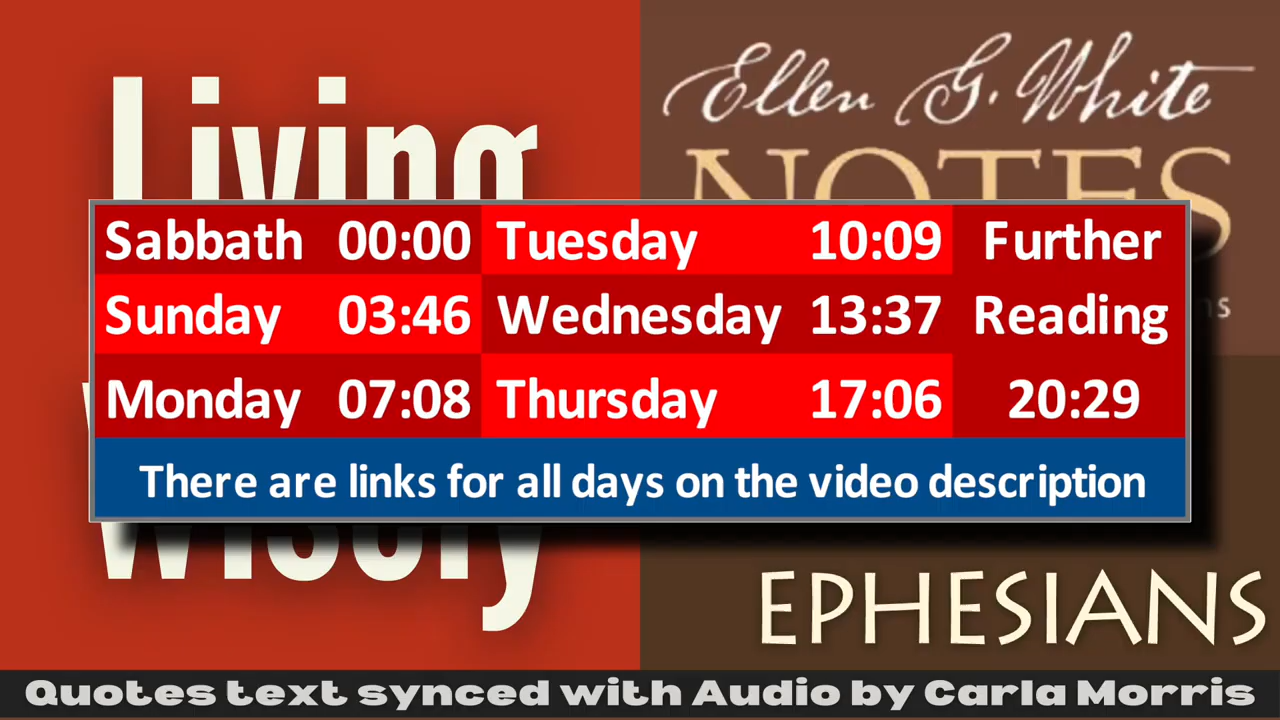 Living
Wisely
Ellen G. White
NOTES
Sabbath 00:00 Tuesday 10:09 Further
Sunday 03:46 Wednesday 13:37 Reading
Monday 07:08 Thursday 17:06 20:29
There are links for all days on the video description
EPHESIANS
Quotes text synced with Audio by Carla Morris